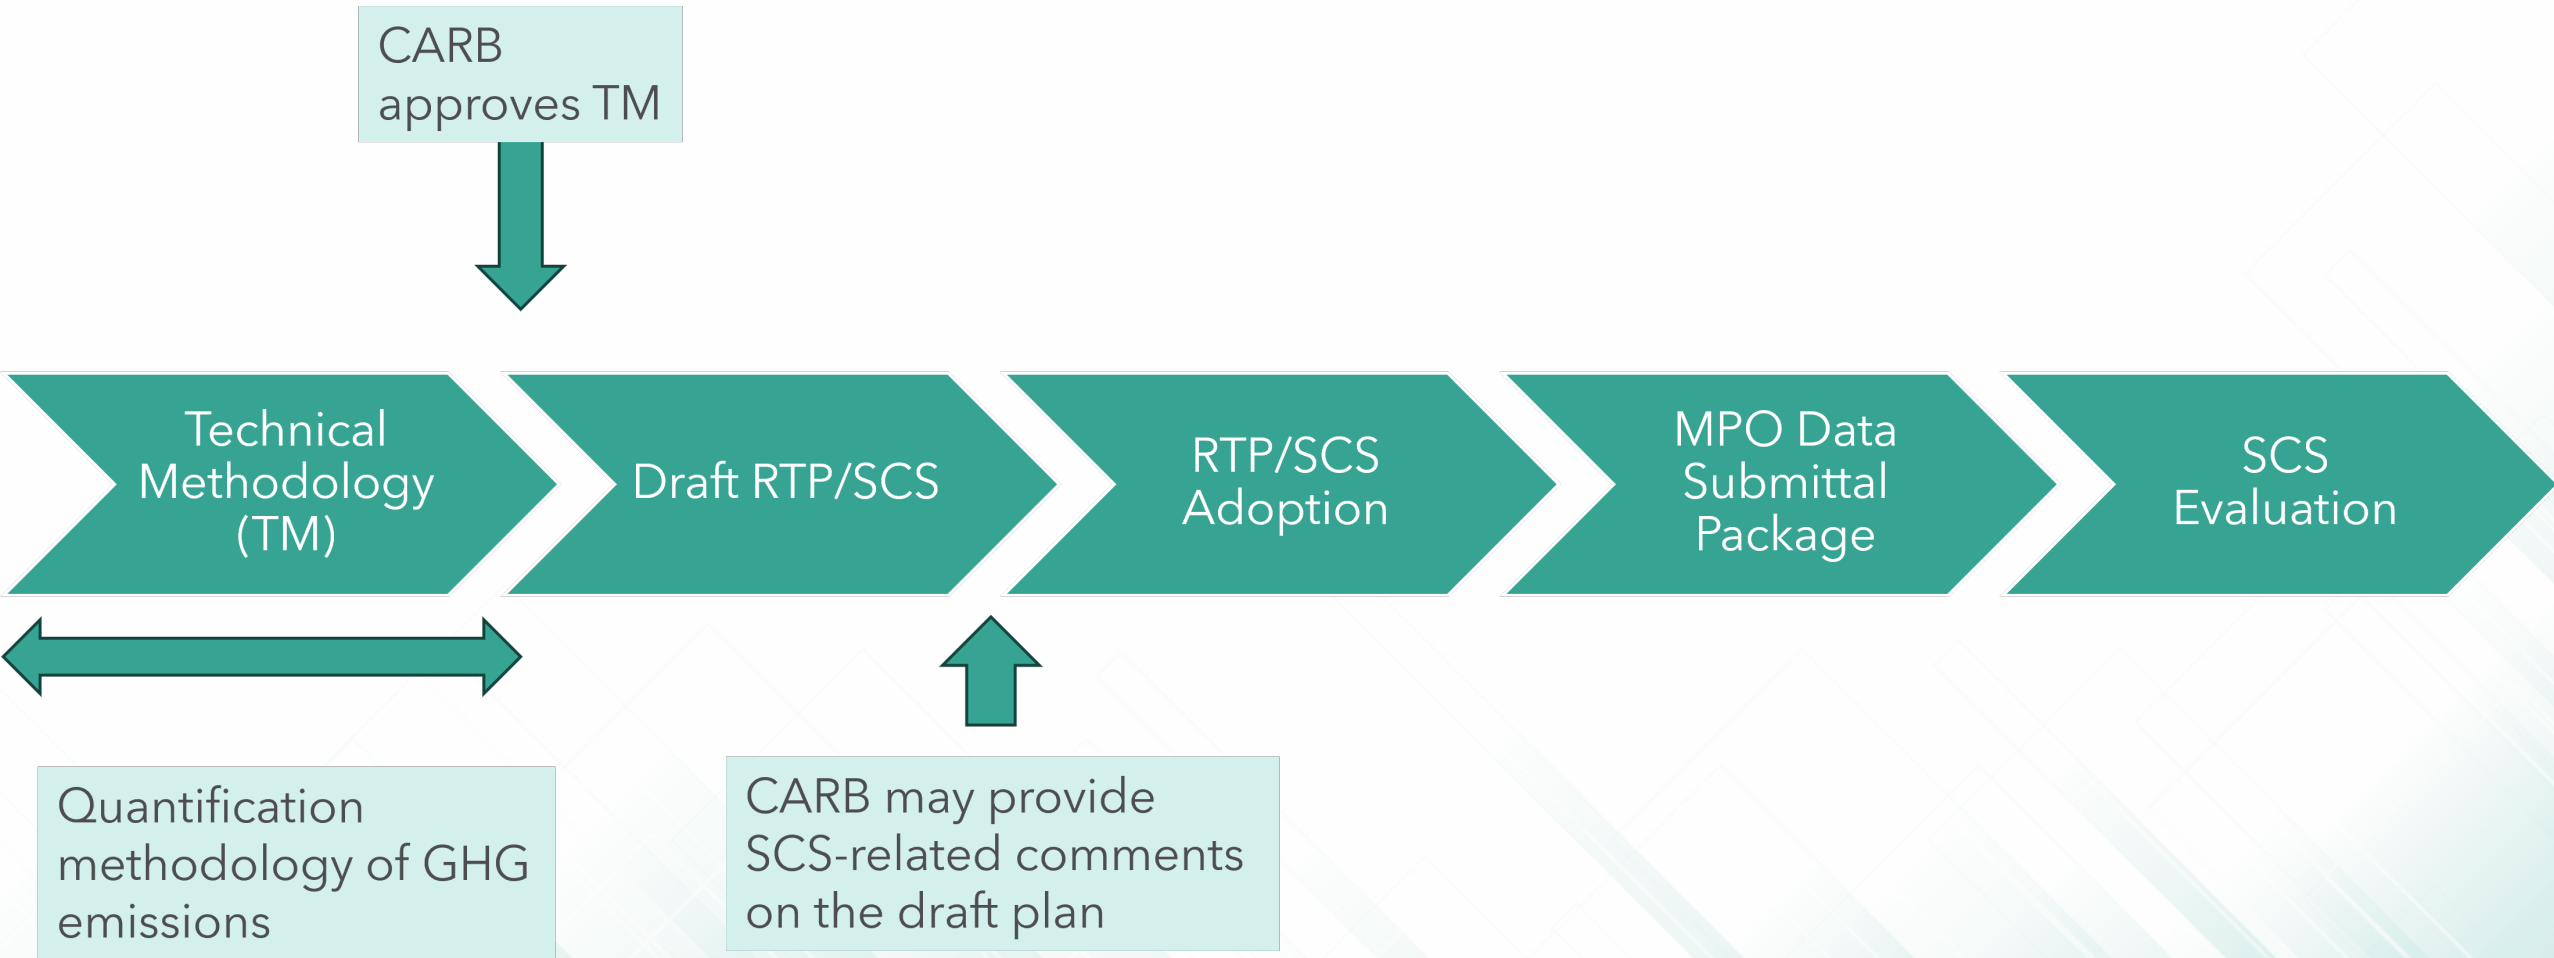 CARB
approves TM
Technical
Methodology
(TM)
Draft RTP/SCS
RTP/SCS
Adoption
MPO Data
Submittal
Package
SCS
Evaluation
Quantification
methodology of GHG
emissions
CARB may provide
SCS-related comments
on the draft plan